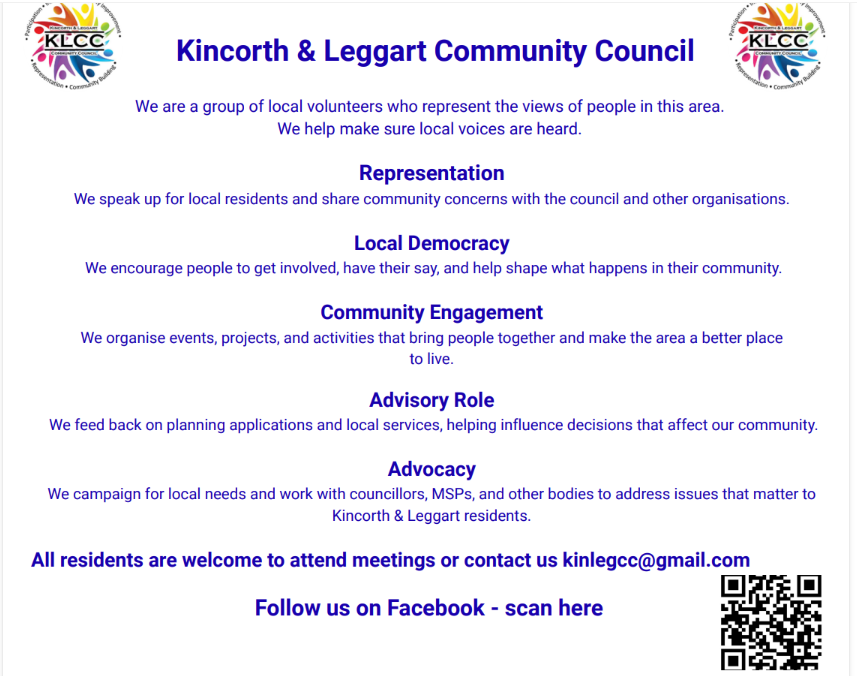 Participation • Improvement
KINCORTH & LEGGART
KLCC
COMMUNITY COUNCIL
Representation • Community Building
Kincorth & Leggart Community Council
Improvement
KINCORTH & LEGGART
KLCC
COMMUNITY COUNCIL
Representation • Community Building
We are a group of local volunteers who represent the views of people in this area.
We help make sure local voices are heard.
Representation
We speak up for local residents and share community concerns with the council and other organisations.
Local Democracy
We encourage people to get involved, have their say, and help shape what happens in their community.
Community Engagement
We organise events, projects, and activities that bring people together and make the area a better place
to live.
Advisory Role
We feed back on planning applications and local services, helping influence decisions that affect our community.
Advocacy
We campaign for local needs and work with councillors, MSPs, and other bodies to address issues that matter to
Kincorth & Leggart residents.
All residents are welcome to attend meetings or contact us kinlegcc@gmail.com
Follow us on Facebook - scan here